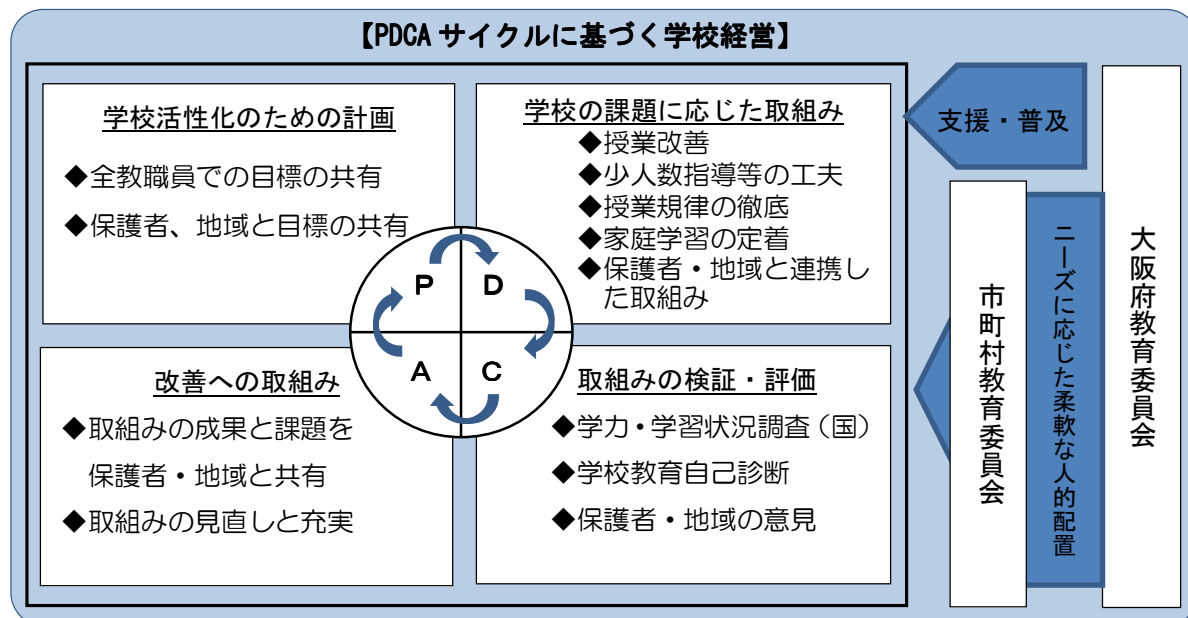 【PDCAサイクルに基づく学校経営】
学校活性化のための計画
◆全教職員での目標の共有
◆保護者、地域と目標の共有
学校の課題に応じた取組み
◆授業改善
◆少人数指導等の工夫
◆授業規律の徹底
◆家庭学習の定着
◆保護者・地域と連携し
た取組み
P
D
A
C
改善への取組み
◆取組みの成果と課題を
保護者・地域と共有
◆取組みの見直しと充実
取組みの検証・評価
◆学力・学習状況調査（国）
◆学校教育自己診断
◆保護者・地域の意見
支援・普及
市町村教育委員会
ニーズに応じた柔軟な人的配置
大阪府教育委員会